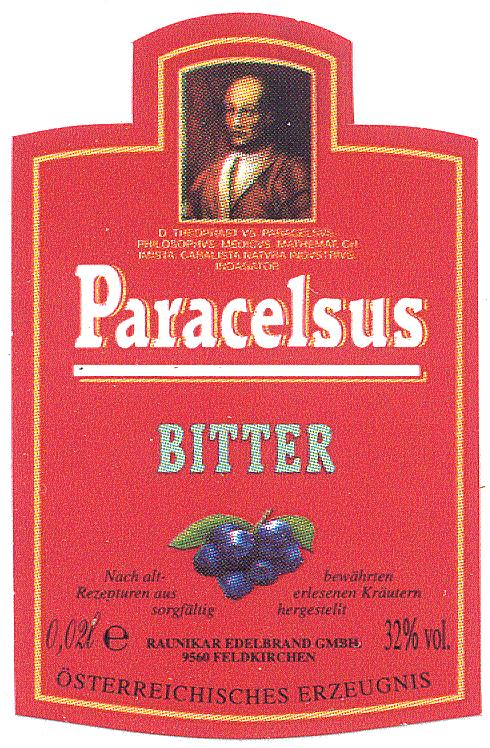 D. THEOPRAST VS. PARACELSVS.
PHILOSOPHVS. MEDICVS. MATHEMAT. CH
IMISTA. CABALISTA NATVRA INDVSTRIVS.
INDAGATOR
Paracelsus
BITTER
Nach alt- bewährten
Rezepturen aus erlesenen Kräutern
sorgfältig hergestellt
0,02ℓ e RAUNIKAR EDELBRAND GMBH. 32% vol.
9560 FELDKIRCHEN
ÖSTERREICHISCHES ERZEUGNIS